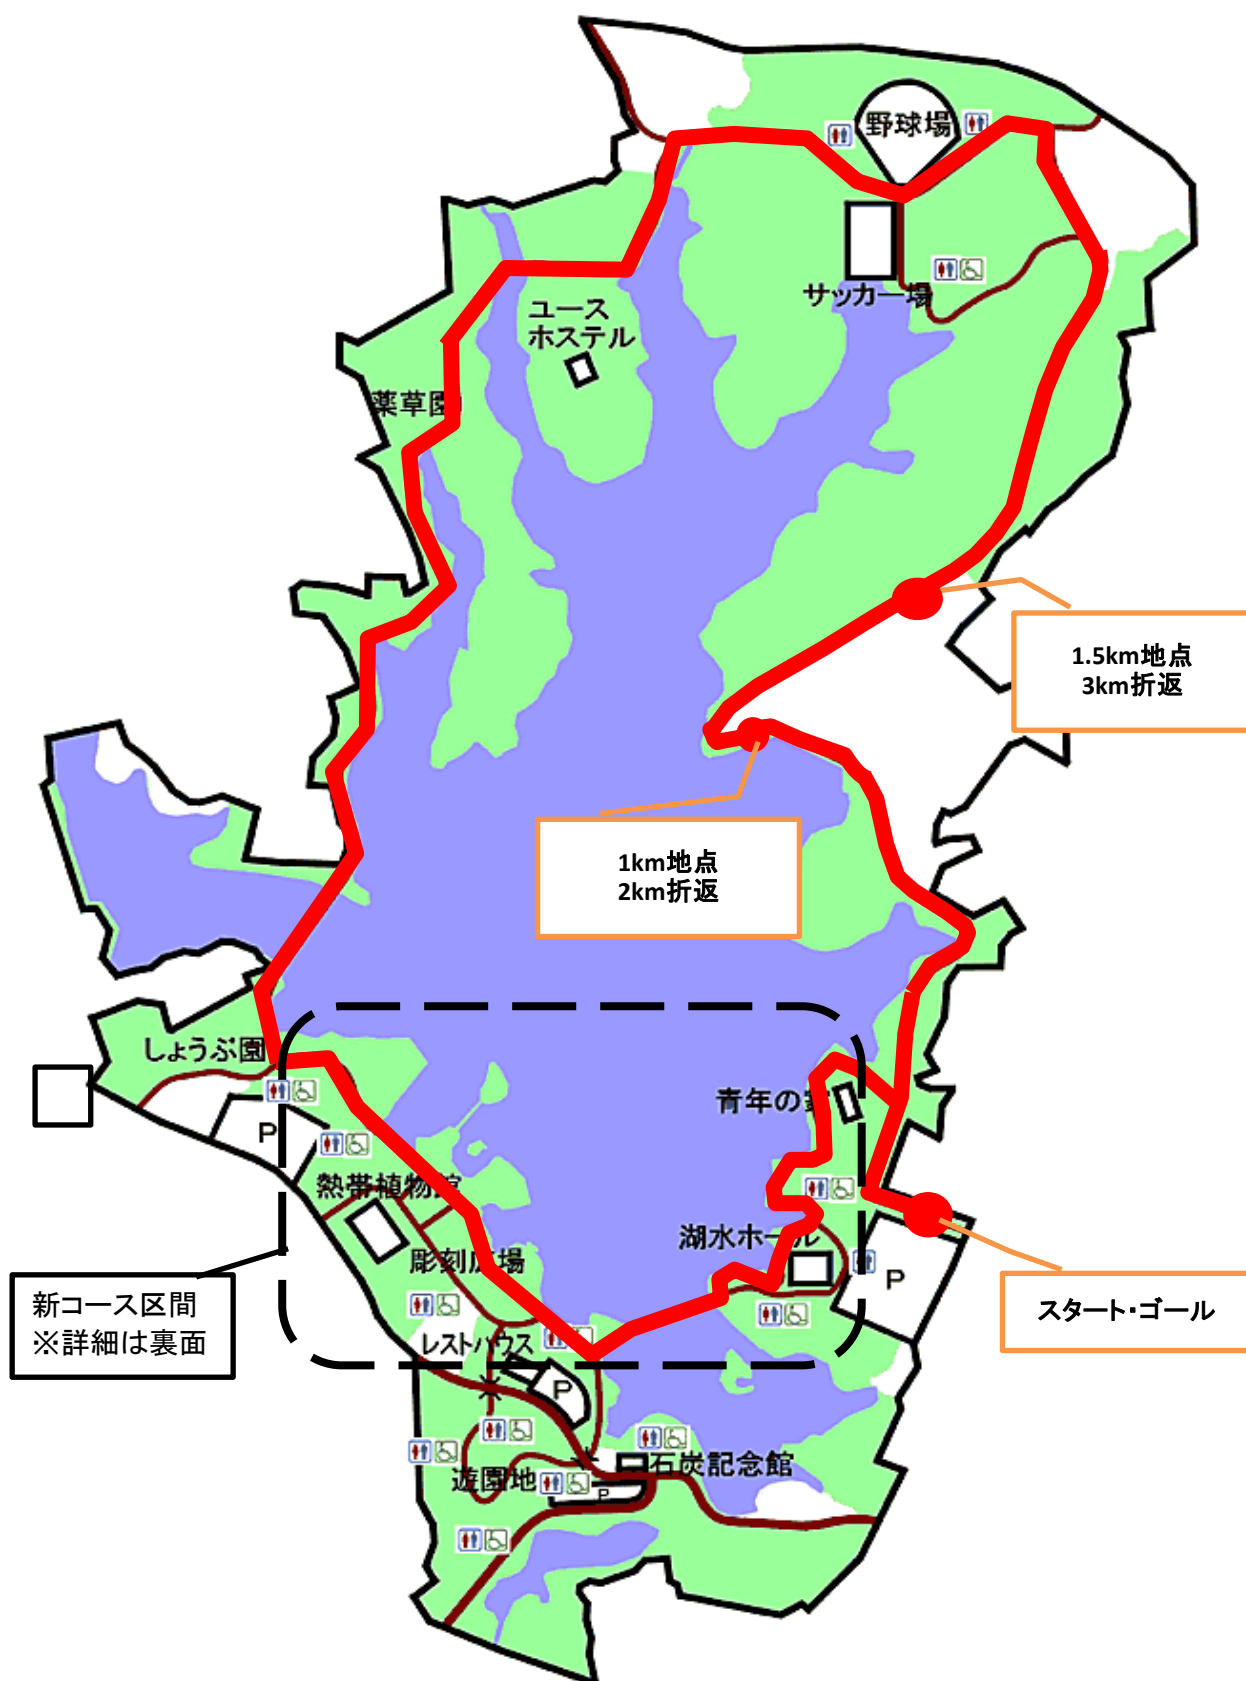 野球場
サッカー場
ユース
ホステル
薬草園
1.5km地点
3km折返
1km地点
2km折返
しょうぶ園
P
青年の家
熱帯植物館
湖水ホール
P
彫刻広場
新コース区間
※詳細は裏面
スタート・ゴール
レストハウス
P
石炭記念館
遊園地
P